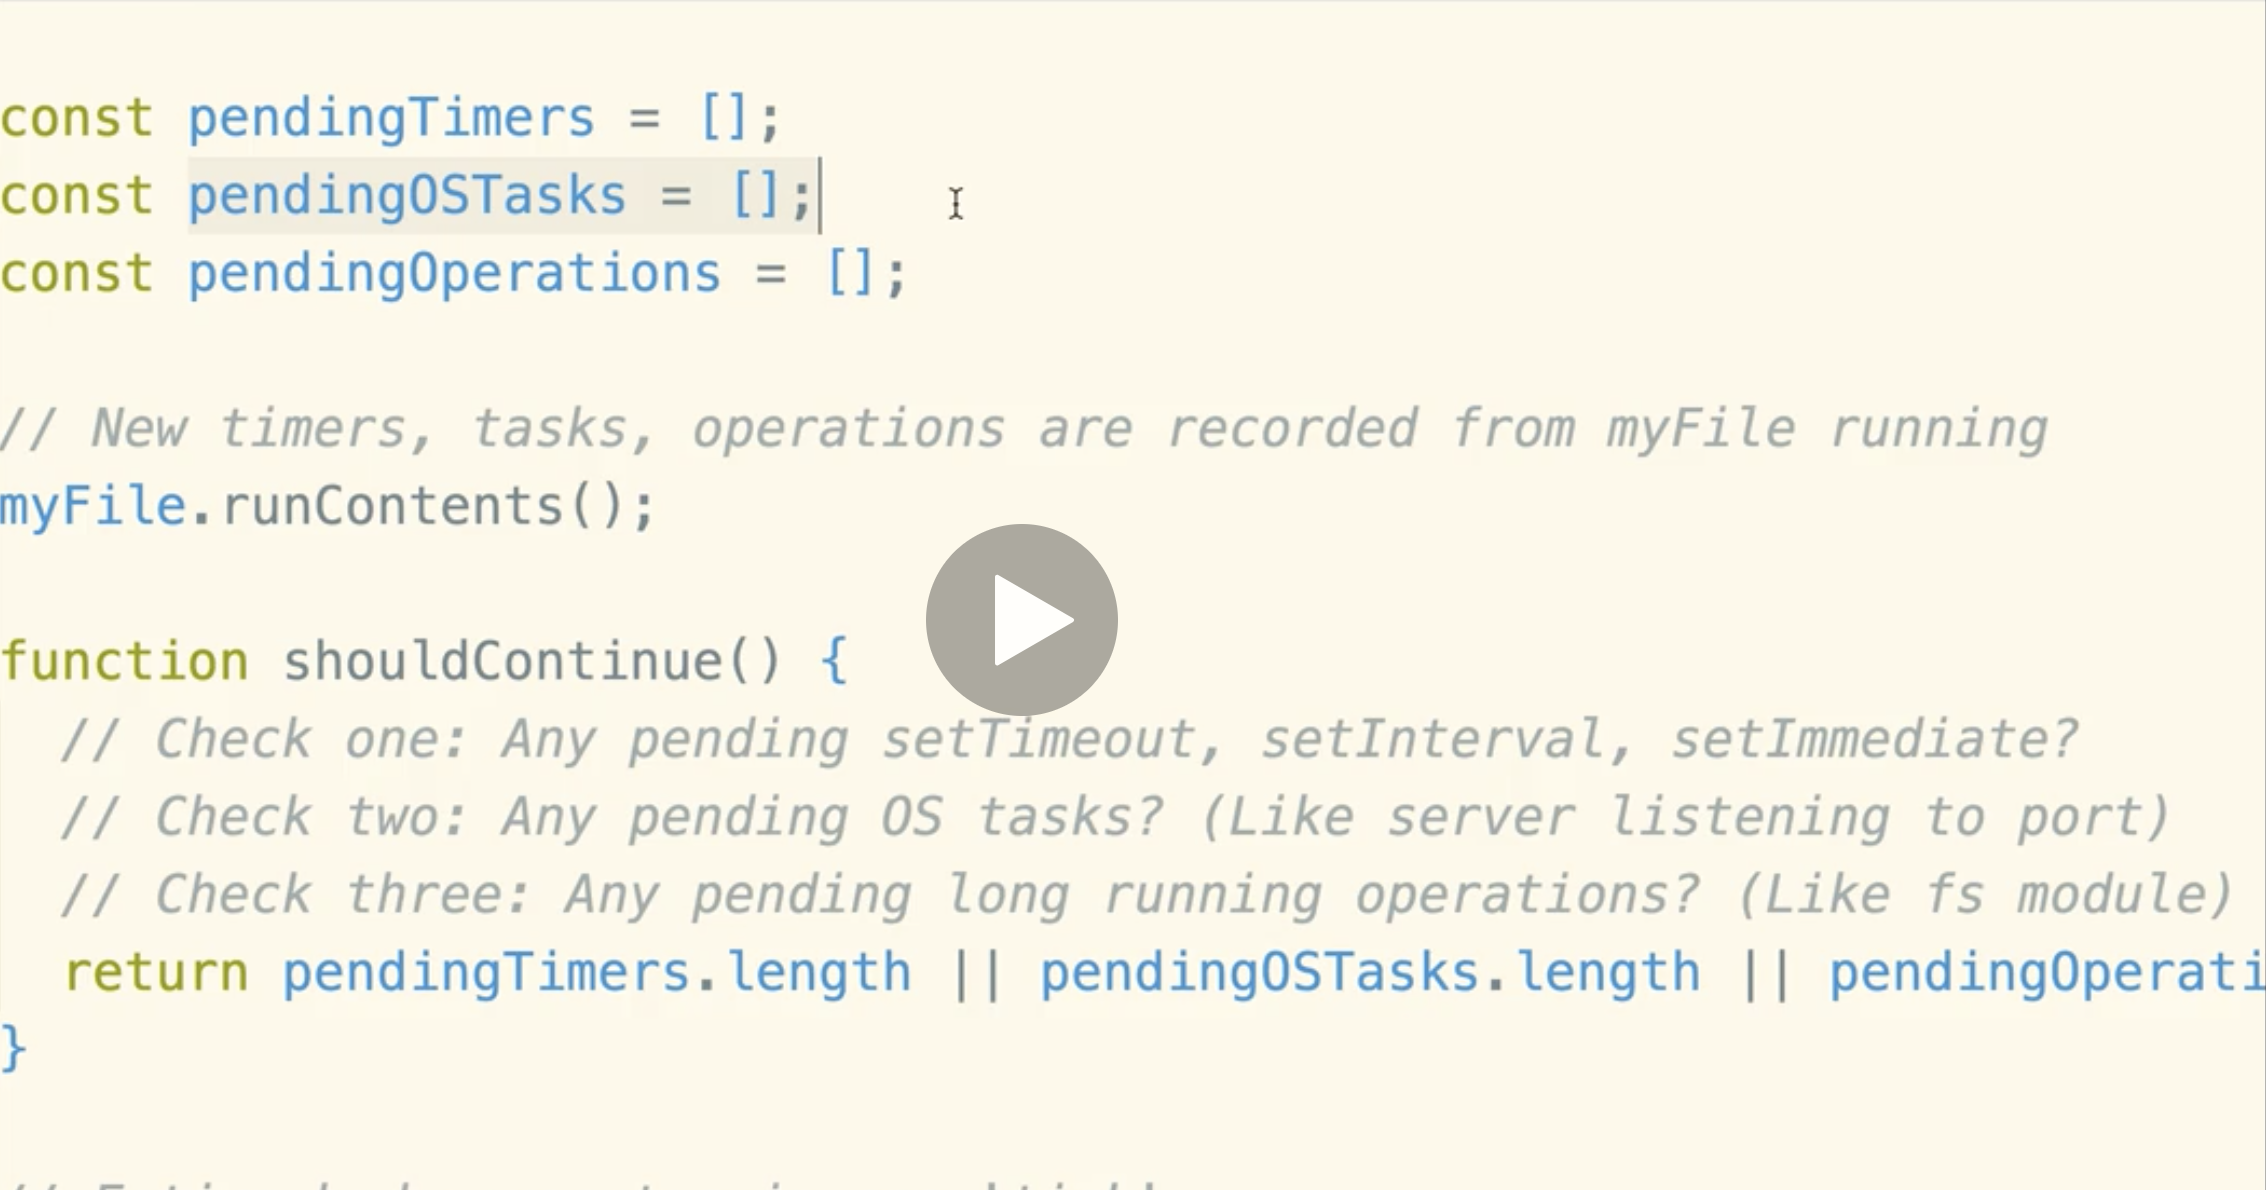 const pendingTimers = [];
const pendingOSTasks = [];
const pendingOperations = [];
// New timers, tasks, operations are recorded from myFile running
myFile.runContents();
function shouldContinue() {
// Check one: Any pending setTimeout, setInterval, setImmediate?
// Check two: Any pending OS tasks? (Like server listening to port)
// Check three: Any pending long running operations? (Like fs module)
return pendingTimers.length || pendingOSTasks.length || pendingOperati
}